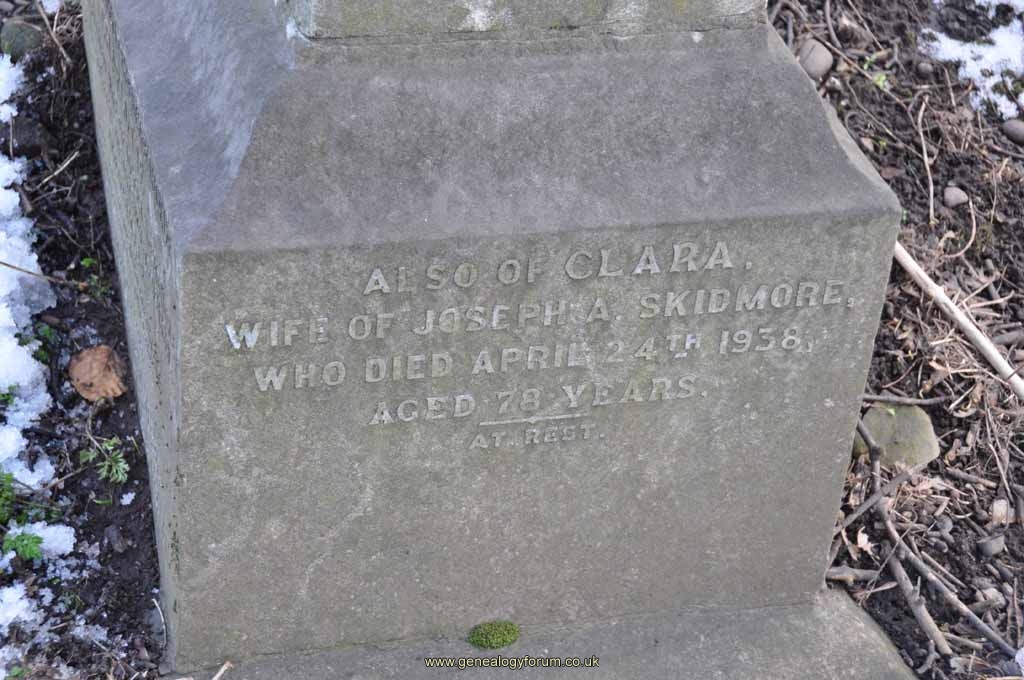 ALSO OF CLARA.
WIFE OF JOSEPH A. SKIDMORE,
WHO DIED APRIL 24TH 1938,
AGED 78 YEARS.
AT REST.
www.genealogyforum.co.uk